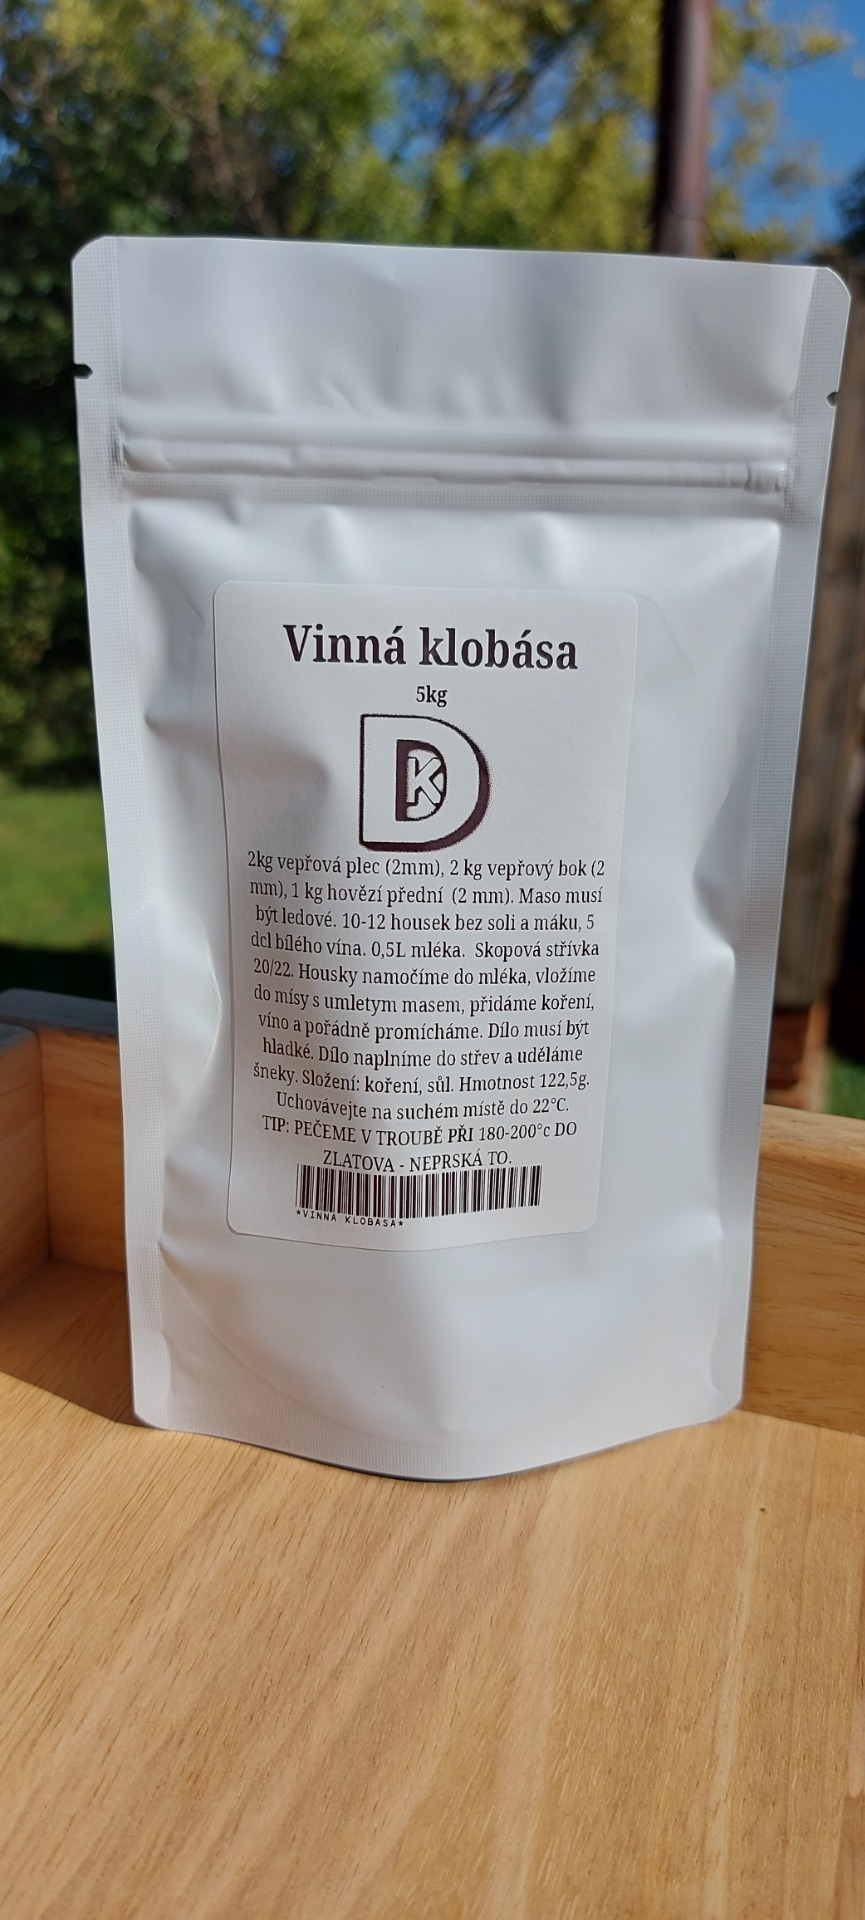 Vinná klobása
5kg
DK
2kg vepřová plec (2mm), 2 kg vepřový bok (2
mm), 1 kg hovězí přední (2 mm). Maso musí
být ledové. 10-12 housek bez soli a máku, 5
dcl bílého vína. 0,5L mléka. Skopová střívka
20/22. Housky namočíme do mléka, vložíme
do mísy s umletym masem, přidáme koření,
víno a pořádně promícháme. Dílo musí být
hladké. Dílo naplníme do střev a uděláme
šneky. Složení: koření, sůl. Hmotnost 122,5g.
Uchovávejte na suchém místě do 22°C.
TIP: PEČEME V TROUBĚ PŘI 180-200°c DO
ZLATOVA - NEPRSKÁ TO.
*VINNÁ KLOBÁSA*